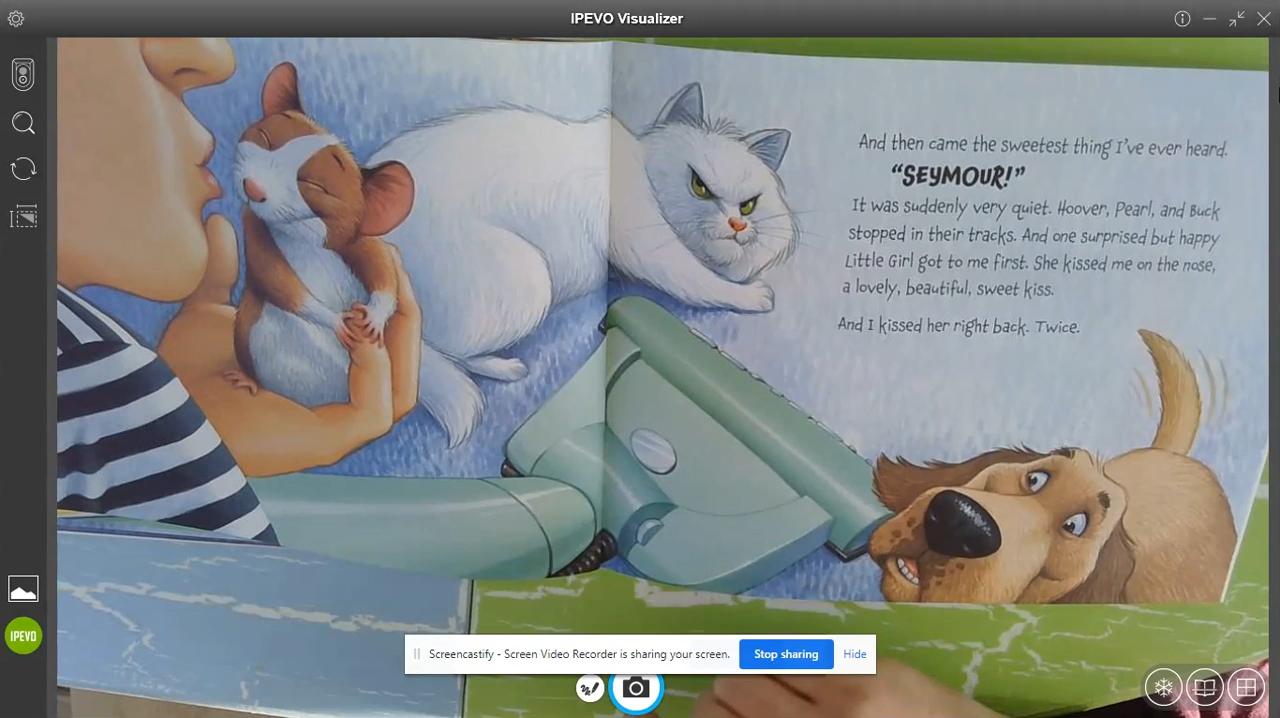 IPEVO Visualizer
And then came the sweetest thing I've ever heard.
"SEYMOUR!"
It was suddenly very quiet. Hoover, Pearl, and Buck
stopped in their tracks. And one surprised but happy
Little Girl got to me first. She kissed me on the nose,
a lovely, beautiful, sweet kiss.
And I kissed her right back. Twice.
IPEVO
Screencastify - Screen Video Recorder is sharing your screen.
Stop sharing
Hide